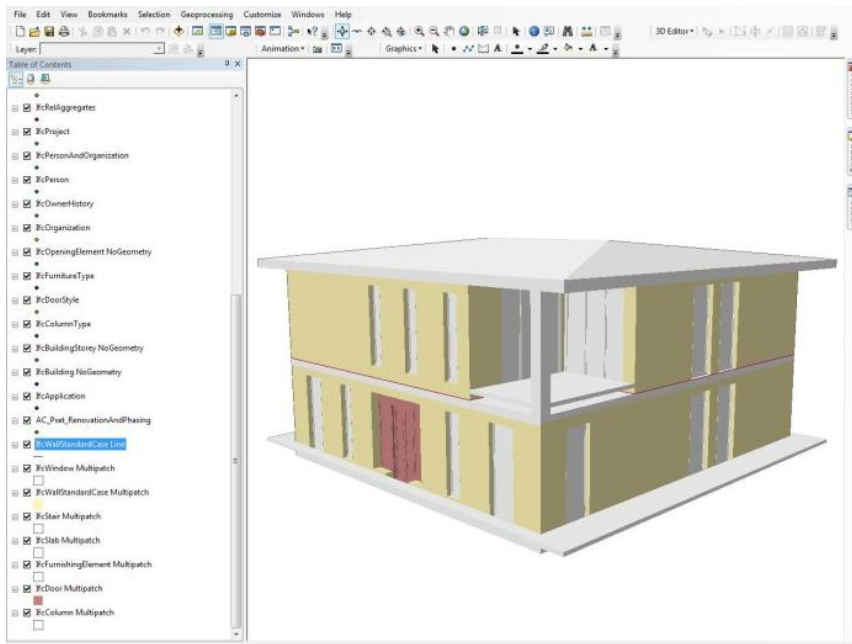 File Edit View Bookmarks Selection Geoprocessing Customize Windows Help
3D Editor
Layer:
Animation
Graphics
Table of Contents
IfcRelAggregates
IfcProject
IfcPersonAndOrganization
IfcPerson
IfcOwnerHistory
IfcOrganization
IfcOpeningElement NoGeometry
IfcFurnitureType
IfcDoorStyle
IfcColumnType
IfcBuildingStorey NoGeometry
IfcBuilding NoGeometry
IfcApplication
AC_Pset_RenovationAndPhasing
IfcWallStandardCase Line
IfcWindow Multipatch
IfcWallStandardCase Multipatch
IfcStair Multipatch
IfcSlab Multipatch
IfcFurnishingElement Multipatch
IfcDoor Multipatch
IfcColumn Multipatch